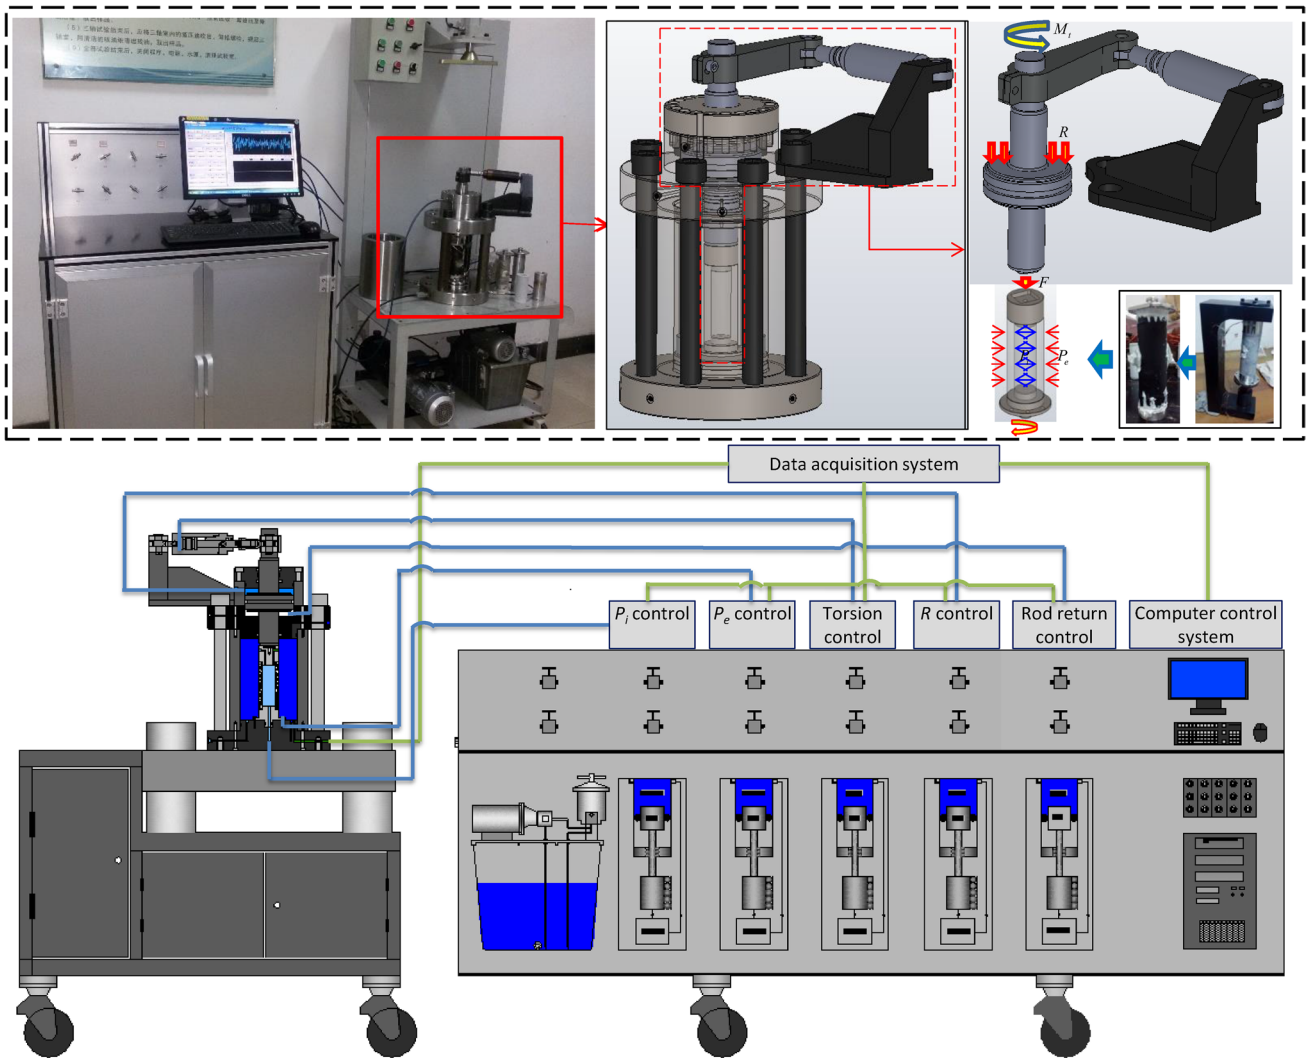 M_t
R
F
P_e
Data acquisition system
P_i control
P_e control
Torsion
control
R control
Rod return
control
Computer control
system